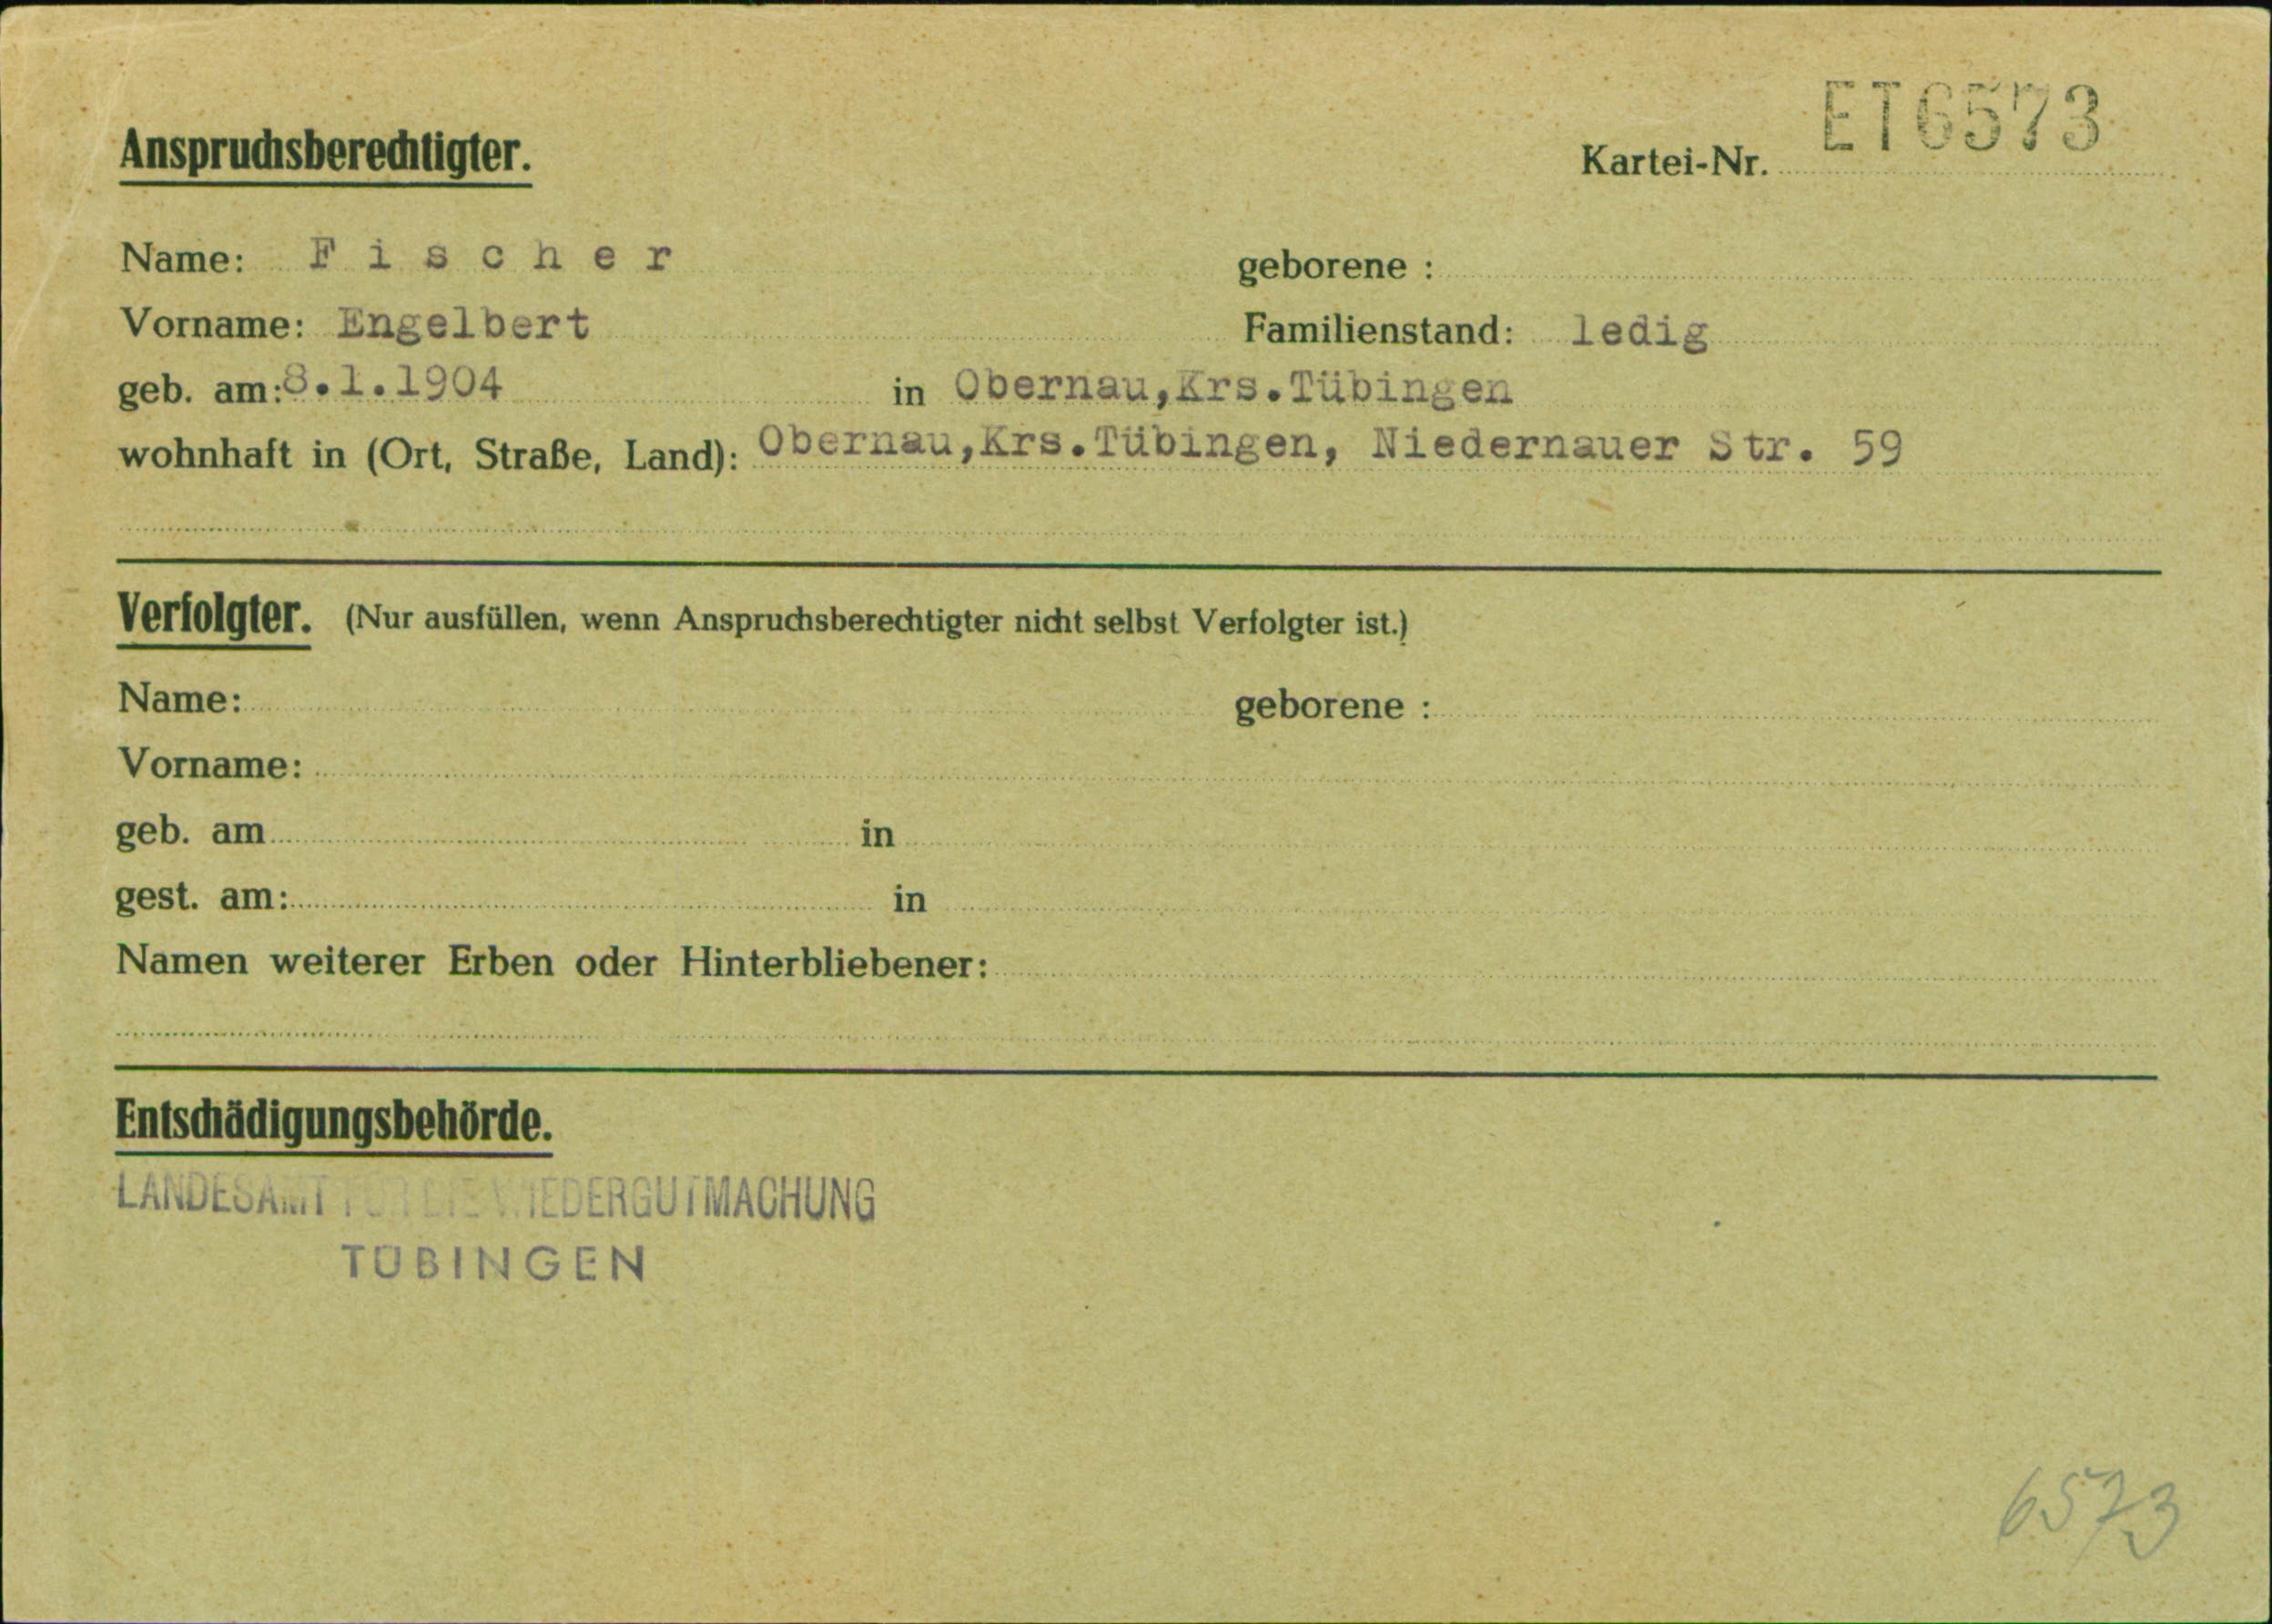 Anspruchsberechtigter.
Kartei-Nr. ET6573
Name: Fischer geborene :
Vorname: Engelbert Familienstand: ledig
geb. am: 8.1.1904 in Obernau,Krs.Tübingen
wohnhaft in (Ort, Straße, Land): Obernau,Krs.Tübingen, Niedernauer Str. 59
Verfolgter. (Nur ausfüllen, wenn Anspruchsberechtigter nicht selbst Verfolgter ist.)
Name: geborene :
Vorname:
geb. am in
gest. am: in
Namen weiterer Erben oder Hinterbliebener:
Entschädigungsbehörde.
LANDESAMT FÜR DIE WIEDERGUTMACHUNG
TÜBINGEN
6573